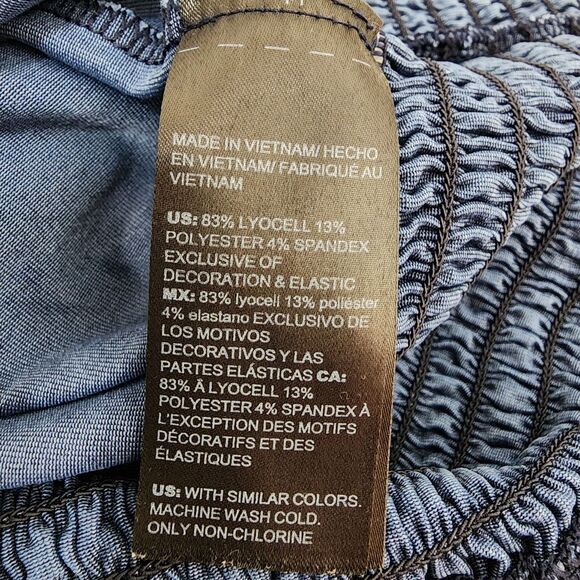 MADE IN VIETNAM/ HECHO
EN VIETNAM/ FABRIQUÉ AU
VIETNAM
US: 83% LYOCELL 13%
POLYESTER 4% SPANDEX
EXCLUSIVE OF
DECORATION & ELASTIC
MX: 83% lyocell 13% poliéster
4% elastano EXCLUSIVO DE
LOS MOTIVOS
DECORATIVOS Y LAS
PARTES ELÁSTICAS CA:
83% Â LYOCELL 13%
POLYESTER 4% SPANDEX À
L'EXCEPTION DES MOTIFS
DÉCORATIFS ET DES
ÉLASTIQUES
US: WITH SIMILAR COLORS.
MACHINE WASH COLD.
ONLY NON-CHLORINE